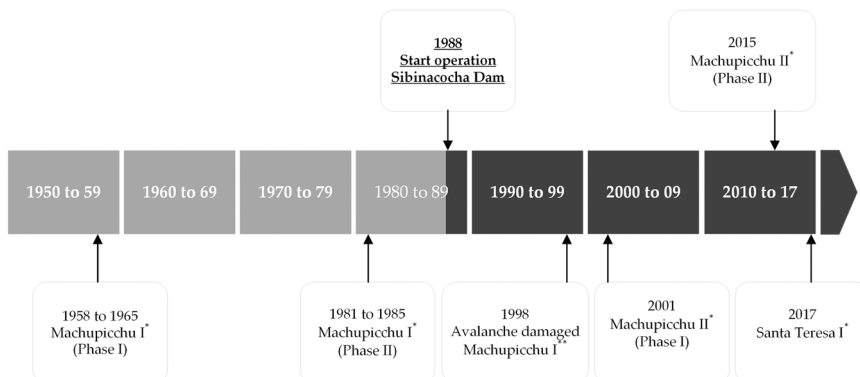 1988
Start operation
Sibinacocha Dam
2015
Machupicchu II*
(Phase II)
1950 to 59
1960 to 69
1970 to 79
1980 to 89
1990 to 99
2000 to 09
2010 to 17
1958 to 1965
Machupicchu I*
(Phase I)
1981 to 1985
Machupicchu I*
(Phase II)
1998
Avalanche damaged
Machupicchu I**
2001
Machupicchu II*
(Phase I)
2017
Santa Teresa I*